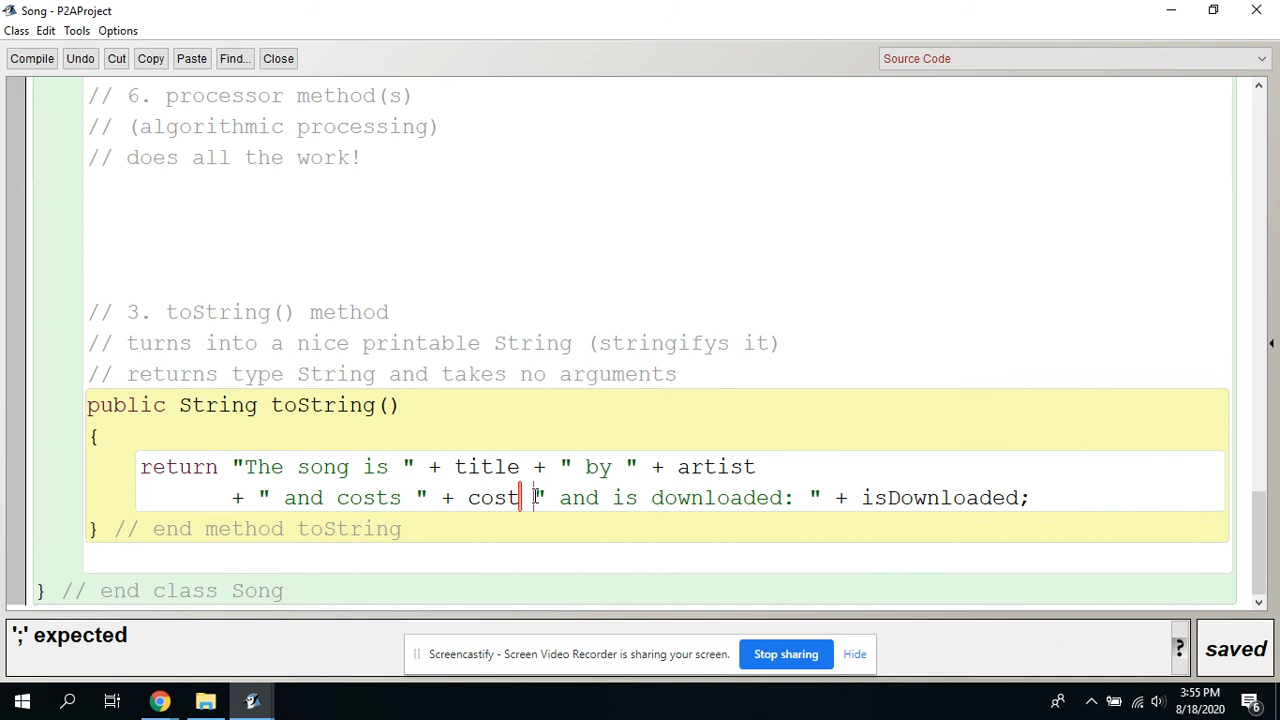 Song - P2AProject
Class Edit Tools Options
Compile Undo Cut Copy Paste Find... Close Source Code
// 6. processor method(s)
// (algorithmic processing)
// does all the work!
// 3. toString() method
// turns into a nice printable String (stringifys it)
// returns type String and takes no arguments
public String toString()
{
return "The song is " + title + " by " + artist
+ " and costs " + cost " and is downloaded: " + isDownloaded;
} // end method toString
} // end class Song
';' expected
Screencastify - Screen Video Recorder is sharing your screen. Stop sharing Hide
? saved
3:55 PM
8/18/2020
6